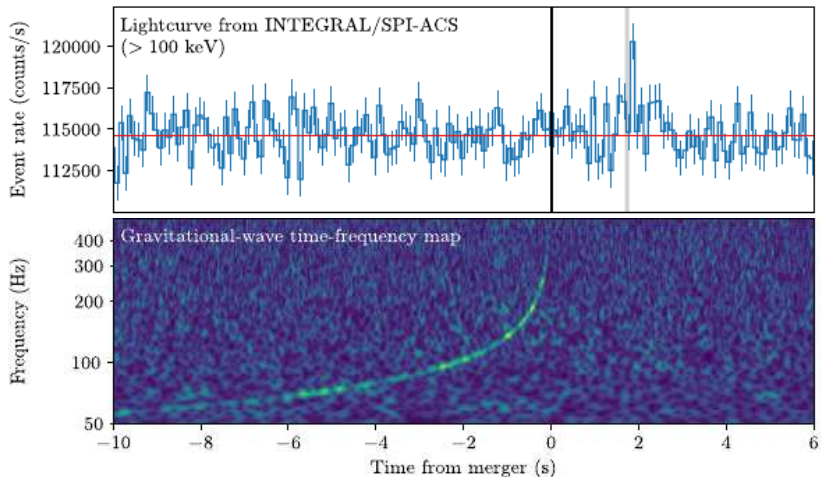 Lightcurve from INTEGRAL/SPI-ACS
(> 100 keV)
Event rate (counts/s)
120000
117500
115000
112500
Gravitational-wave time-frequency map
Frequency (Hz)
400
300
200
100
50
−10 −8 −6 −4 −2 0 2 4 6
Time from merger (s)